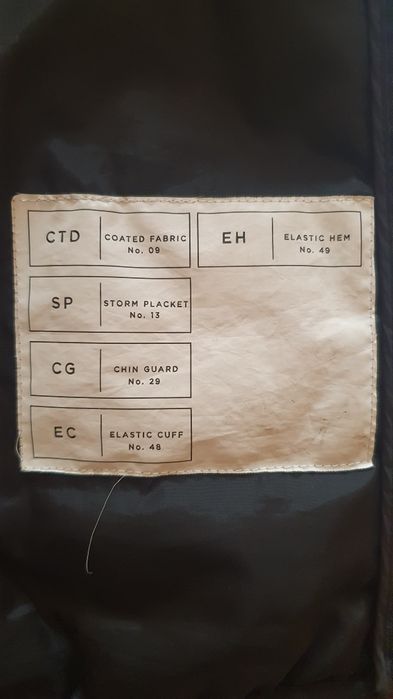 CTD
COATED FABRIC
No. 09
EH
ELASTIC HEM
No. 49
SP
STORM PLACKET
No. 13
CG
CHIN GUARD
No. 29
EC
ELASTIC CUFF
No. 48